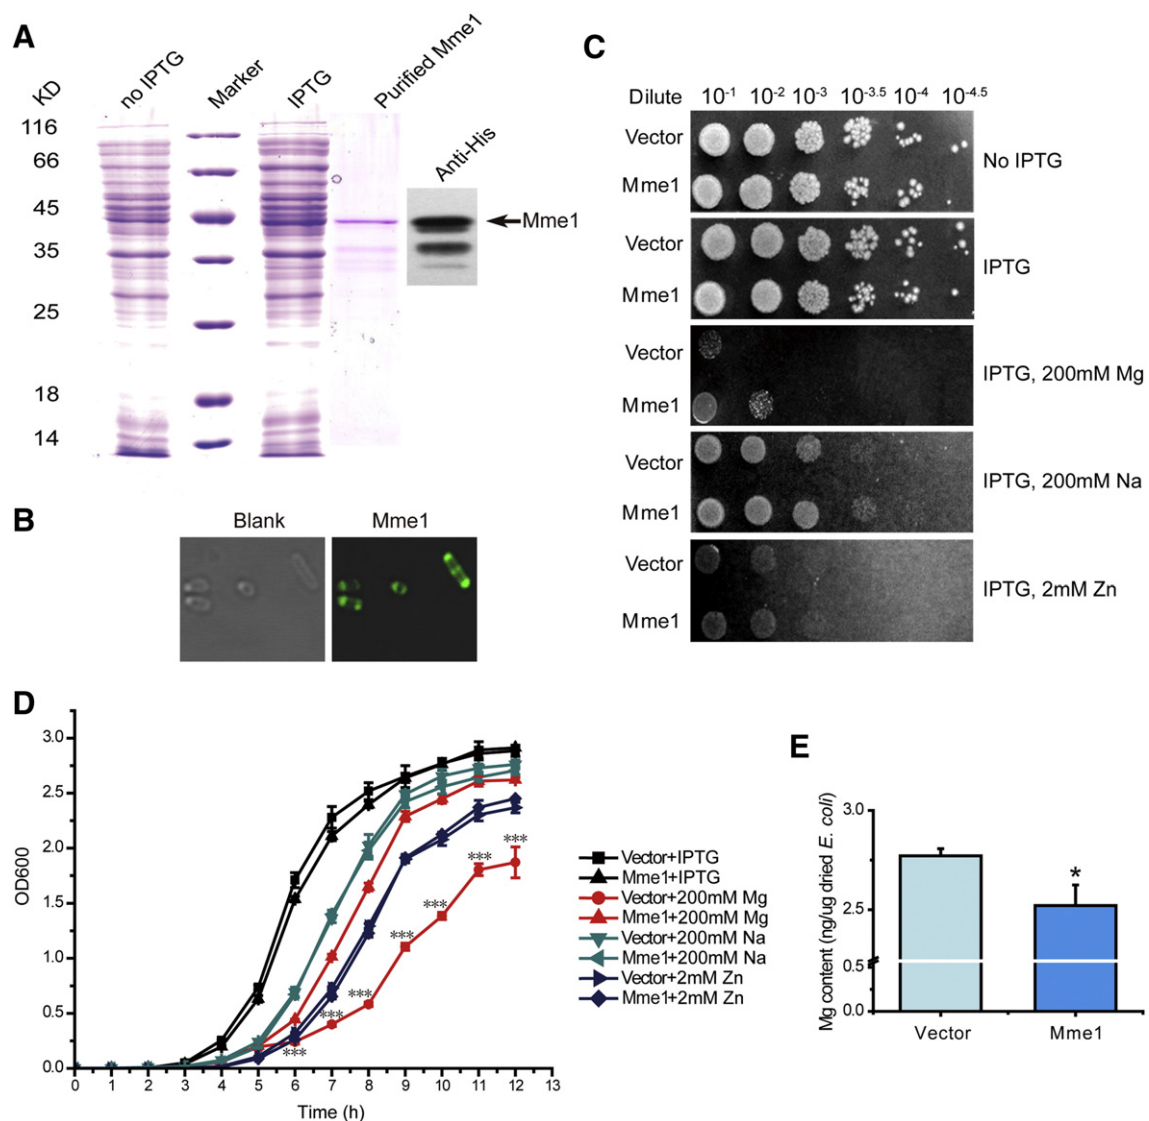 A
KD
no IPTG
Marker
IPTG
Purified Mme1
Anti-His
116
66
45
35
25
18
14
Mme1
B
Blank
Mme1
C
Dilute 10-1 10-2 10-3 10-3.5 10-4 10-4.5
Vector
Mme1
No IPTG
Vector
Mme1
IPTG
Vector
Mme1
IPTG, 200mM Mg
Vector
Mme1
IPTG, 200mM Na
Vector
Mme1
IPTG, 2mM Zn
D
OD600
3.0
2.5
2.0
1.5
1.0
0.5
0.0
0 1 2 3 4 5 6 7 8 9 10 11 12 13
Time (h)
***
***
***
***
***
***
***
Vector+IPTG
Mme1+IPTG
Vector+200mM Mg
Mme1+200mM Mg
Vector+200mM Na
Mme1+200mM Na
Vector+2mM Zn
Mme1+2mM Zn
E
Mg content (ng/ug dried E. coli)
3.0
2.5
0.5
0.0
*
Vector Mme1